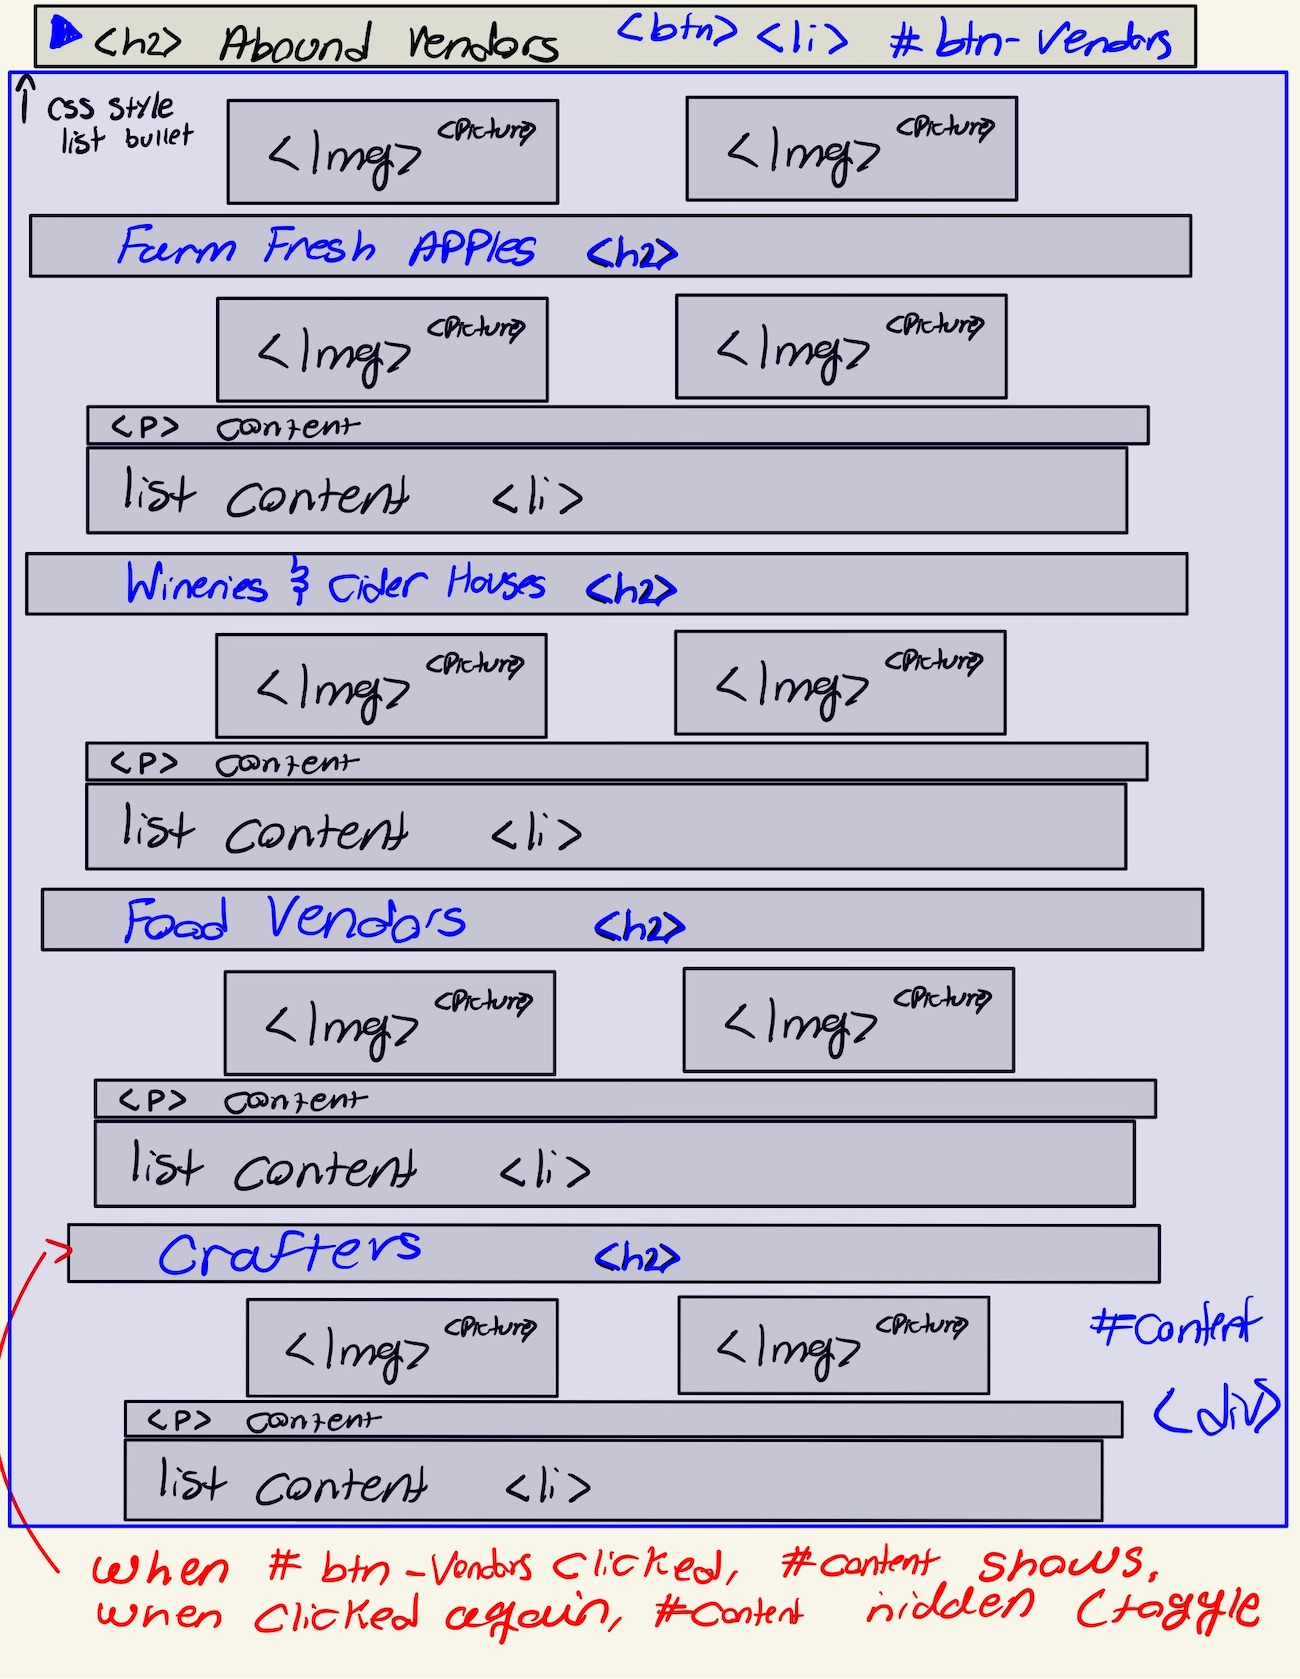 <h2> Abound Vendors <btn> <li> #btn-Vendors
css style
list bullet
<Img> <Picture> <Img> <Picture>
Farm Fresh APPles <h2>
<Img> <Picture> <Img> <Picture>
<P> content
list content <li>
Wineries & Cider Houses <h2>
<Img> <Picture> <Img> <Picture>
<P> content
list content <li>
Food Vendors <h2>
<Img> <Picture> <Img> <Picture>
<P> content
list content <li>
Crafters <h2>
<Img> <Picture> <Img> <Picture>
#Content
<div>
<P> content
list content <li>
When #btn-Vendors Clicked, #Content shows,
when Clicked again, #Content hidden (toggle